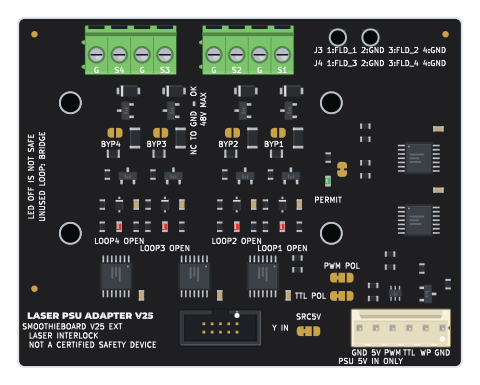 J3 1:FLD_1 2:GND 3:FLD_2 4:GND
J4 1:FLD_3 2:GND 3:FLD_4 4:GND
G S4 G S3
G S2 G S1
NC TO GND = OK
48V MAX
BYP4 BYP3 BYP2 BYP1
LED OFF IS NOT SAFE
UNUSED LOOP: BRIDGE
PERMIT
LOOP4 OPEN
LOOP3 OPEN
LOOP2 OPEN
LOOP1 OPEN
PWM POL
TTL POL
LASER PSU ADAPTER V25
SMOOTHIEBOARD V25 EXT
LASER INTERLOCK
NOT A CERTIFIED SAFETY DEVICE
Y IN
SRC5V
GND 5V PWM TTL WP GND
PSU 5V IN ONLY